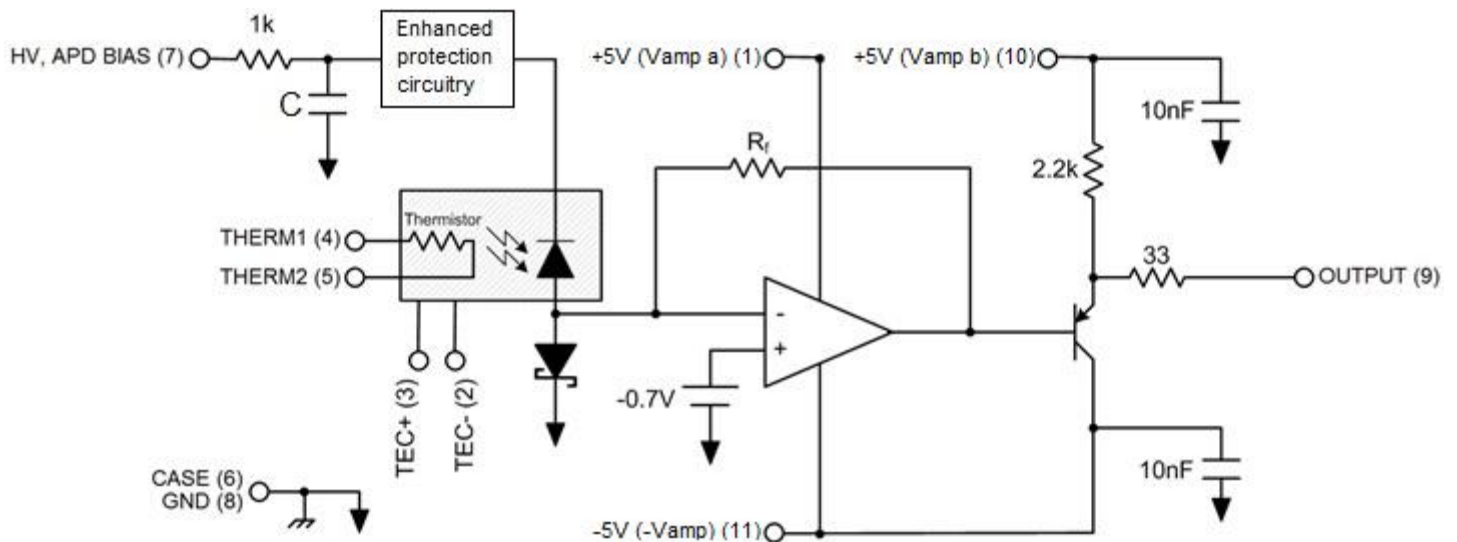 1k
Enhanced
protection
circuitry
HV, APD BIAS (7)
C
+5V (Vamp a) (1)
+5V (Vamp b) (10)
10nF
Rf
2.2k
Thermistor
THERM1 (4)
THERM2 (5)
33
OUTPUT (9)
-
+
-0.7V
TEC+ (3)
TEC- (2)
CASE (6)
GND (8)
10nF
-5V (-Vamp) (11)